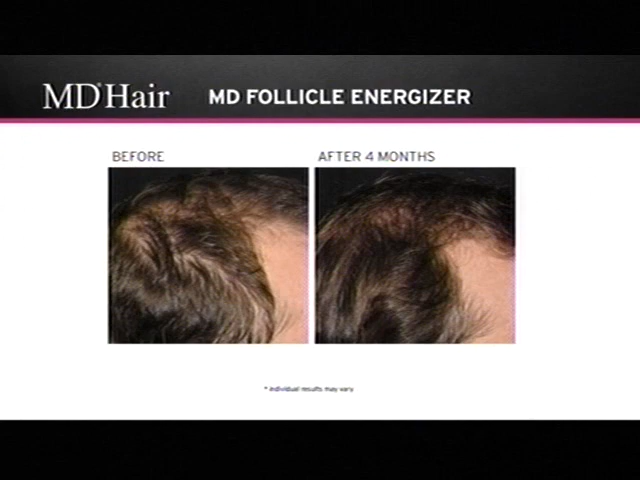 MD®Hair MD FOLLICLE ENERGIZER
BEFORE AFTER 4 MONTHS
* Individual results may vary